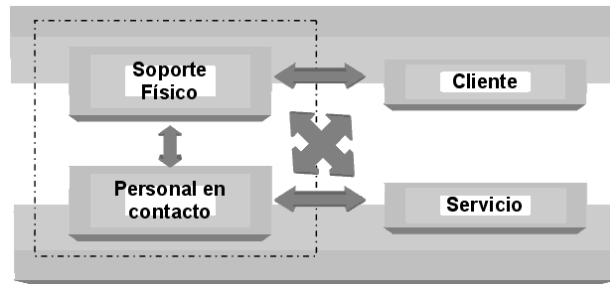 Soporte
Físico
Cliente
Personal en
contacto
Servicio